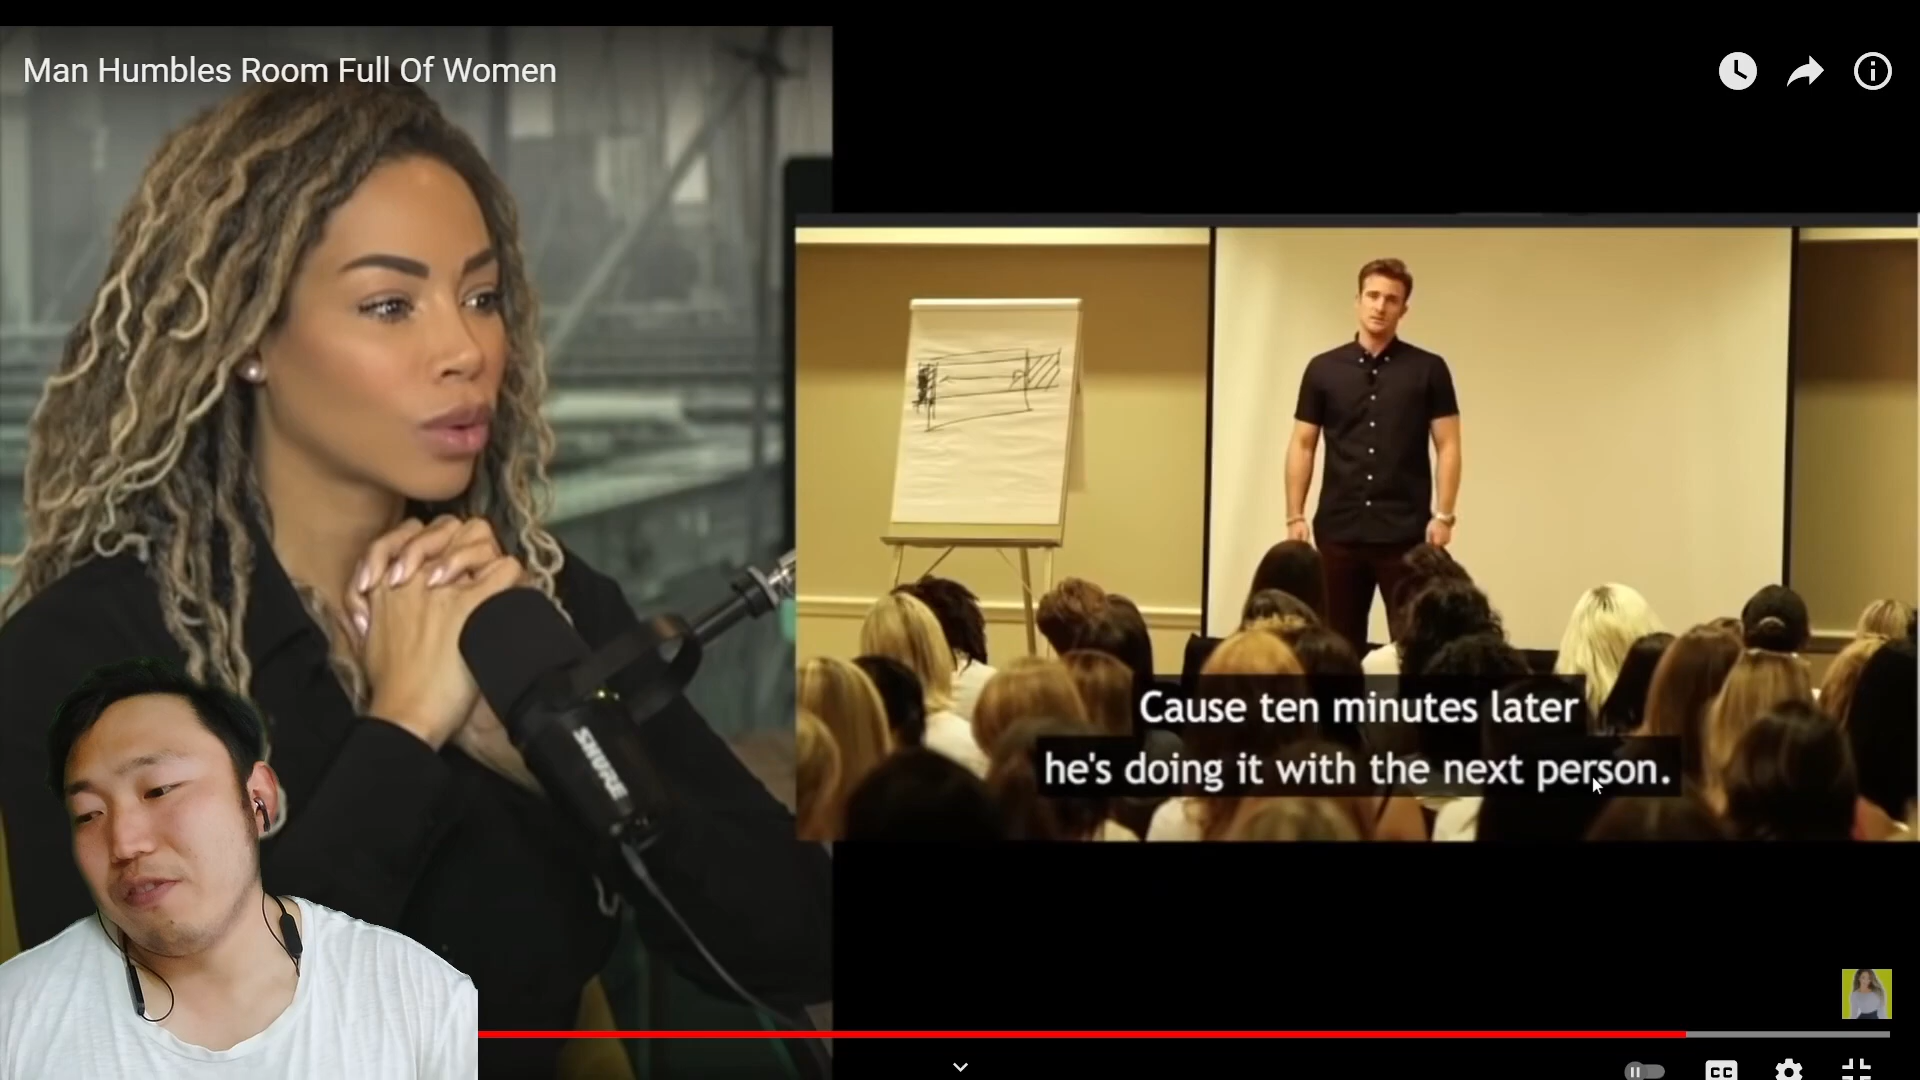 Man Humbles Room Full Of Women
SHURE
Cause ten minutes later
he's doing it with the next person.
CC